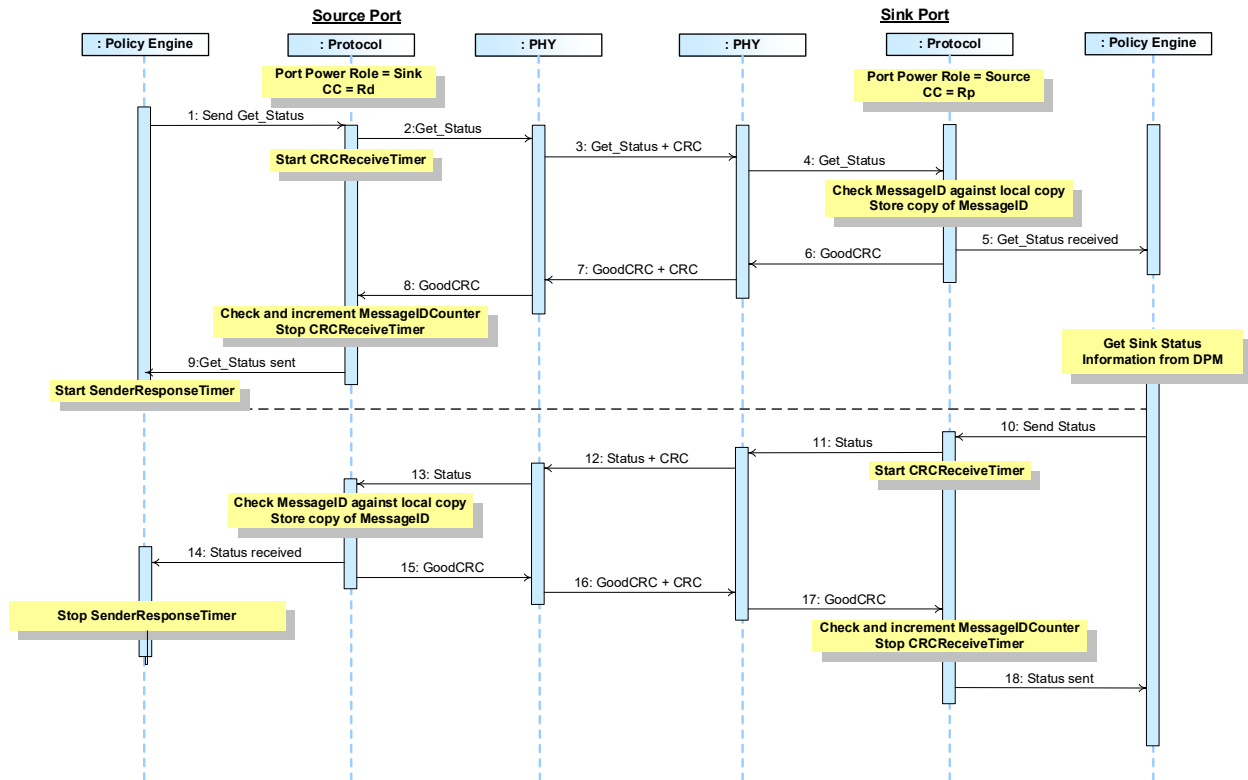 Source Port
Sink Port
: Policy Engine
: Protocol
: PHY
: PHY
: Protocol
: Policy Engine
Port Power Role = Sink
CC = Rd
Port Power Role = Source
CC = Rp
1: Send Get_Status
2:Get_Status
Start CRCReceiveTimer
3: Get_Status + CRC
4: Get_Status
Check MessageID against local copy
Store copy of MessageID
5: Get_Status received
6: GoodCRC
7: GoodCRC + CRC
8: GoodCRC
Check and increment MessageIDCounter
Stop CRCReceiveTimer
9:Get_Status sent
Start SenderResponseTimer
Get Sink Status
Information from DPM
10: Send Status
11: Status
Start CRCReceiveTimer
12: Status + CRC
13: Status
Check MessageID against local copy
Store copy of MessageID
14: Status received
15: GoodCRC
16: GoodCRC + CRC
17: GoodCRC
Stop SenderResponseTimer
Check and increment MessageIDCounter
Stop CRCReceiveTimer
18: Status sent